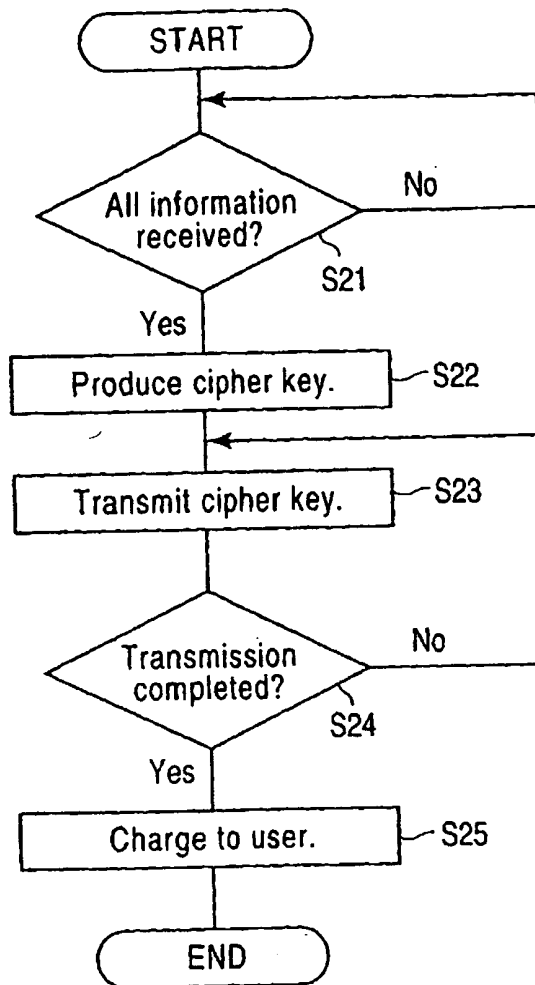 START
All information
received?
No
S21
Yes
Produce cipher key.
S22
Transmit cipher key.
S23
Transmission
completed?
No
S24
Yes
Charge to user.
S25
END